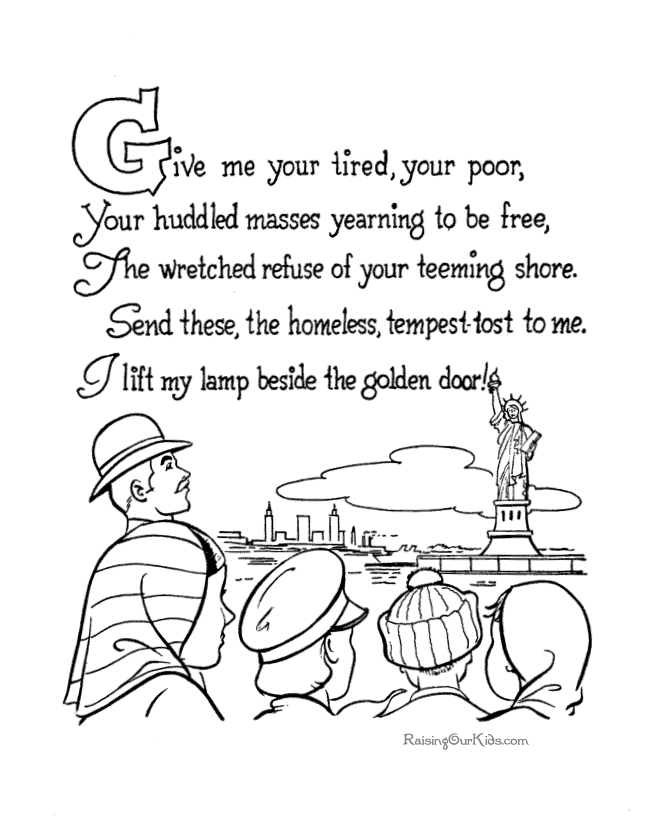 Give me your tired, your poor,
Your huddled masses yearning to be free,
The wretched refuse of your teeming shore.
Send these, the homeless, tempest-tost to me.
I lift my lamp beside the golden door!
RaisingOurKids.com